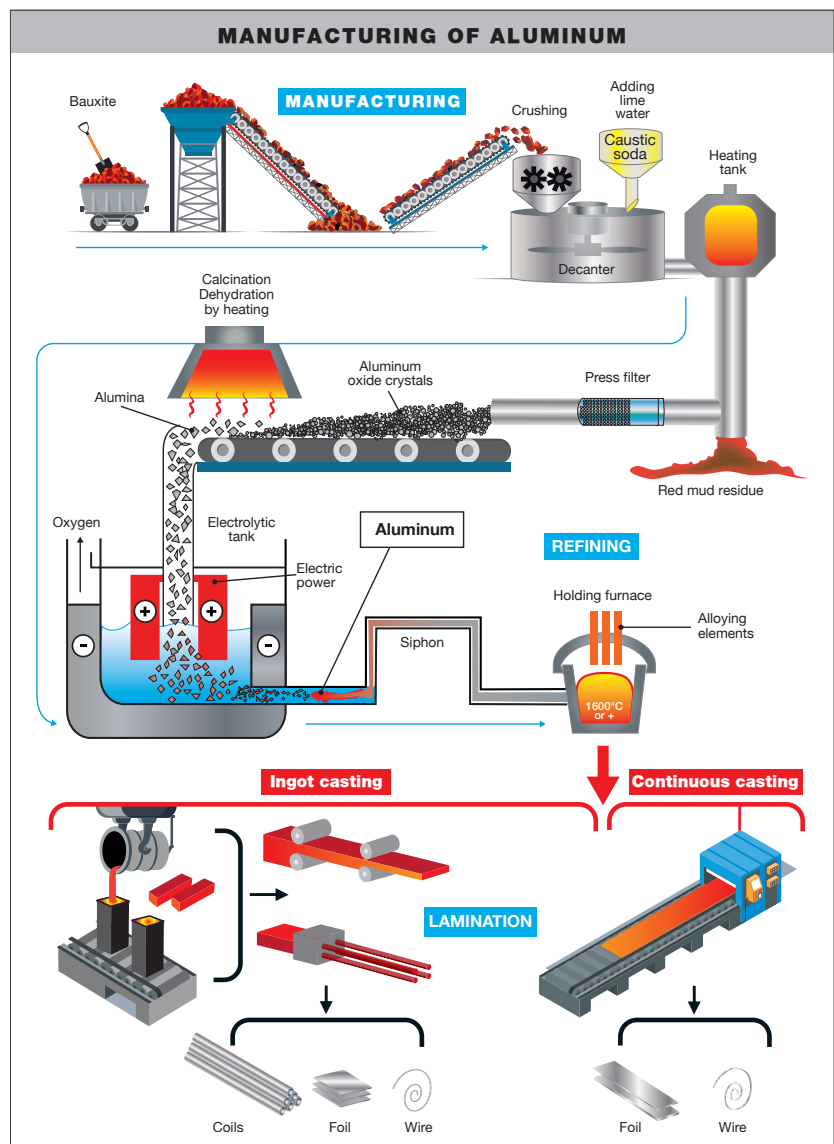 MANUFACTURING OF ALUMINUM
Bauxite
MANUFACTURING
Crushing
Adding
lime
water
Caustic
soda
Heating
tank
Decanter
Calcination
Dehydration
by heating
Alumina
Aluminum
oxide crystals
Press filter
Red mud residue
Oxygen
Electrolytic
tank
Aluminum
REFINING
Electric
power
Holding furnace
Alloying
elements
+
+
-
-
Siphon
1600°C
or +
Ingot casting
Continuous casting
LAMINATION
Coils
Foil
Wire
Foil
Wire